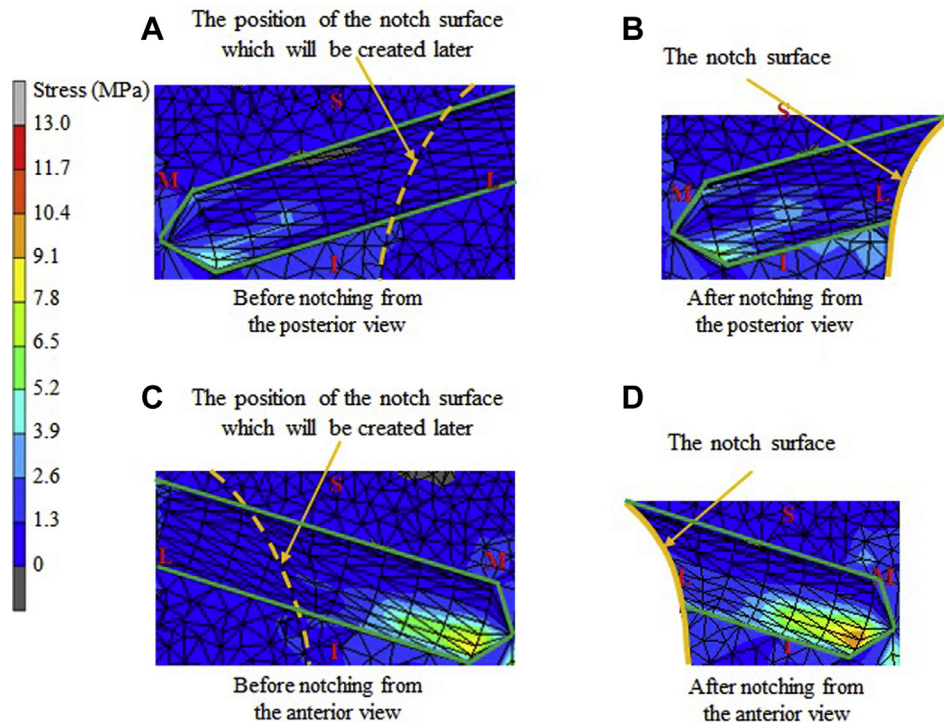 A
The position of the notch surface
which will be created later
B
The notch surface
Stress (MPa)
13.0
11.7
10.4
9.1
7.8
6.5
5.2
3.9
2.6
1.3
0
S
M
L
I
Before notching from
the posterior view
S
M
L
I
After notching from
the posterior view
C
The position of the notch surface
which will be created later
D
The notch surface
S
L
M
I
Before notching from
the anterior view
S
L
M
I
After notching from
the anterior view